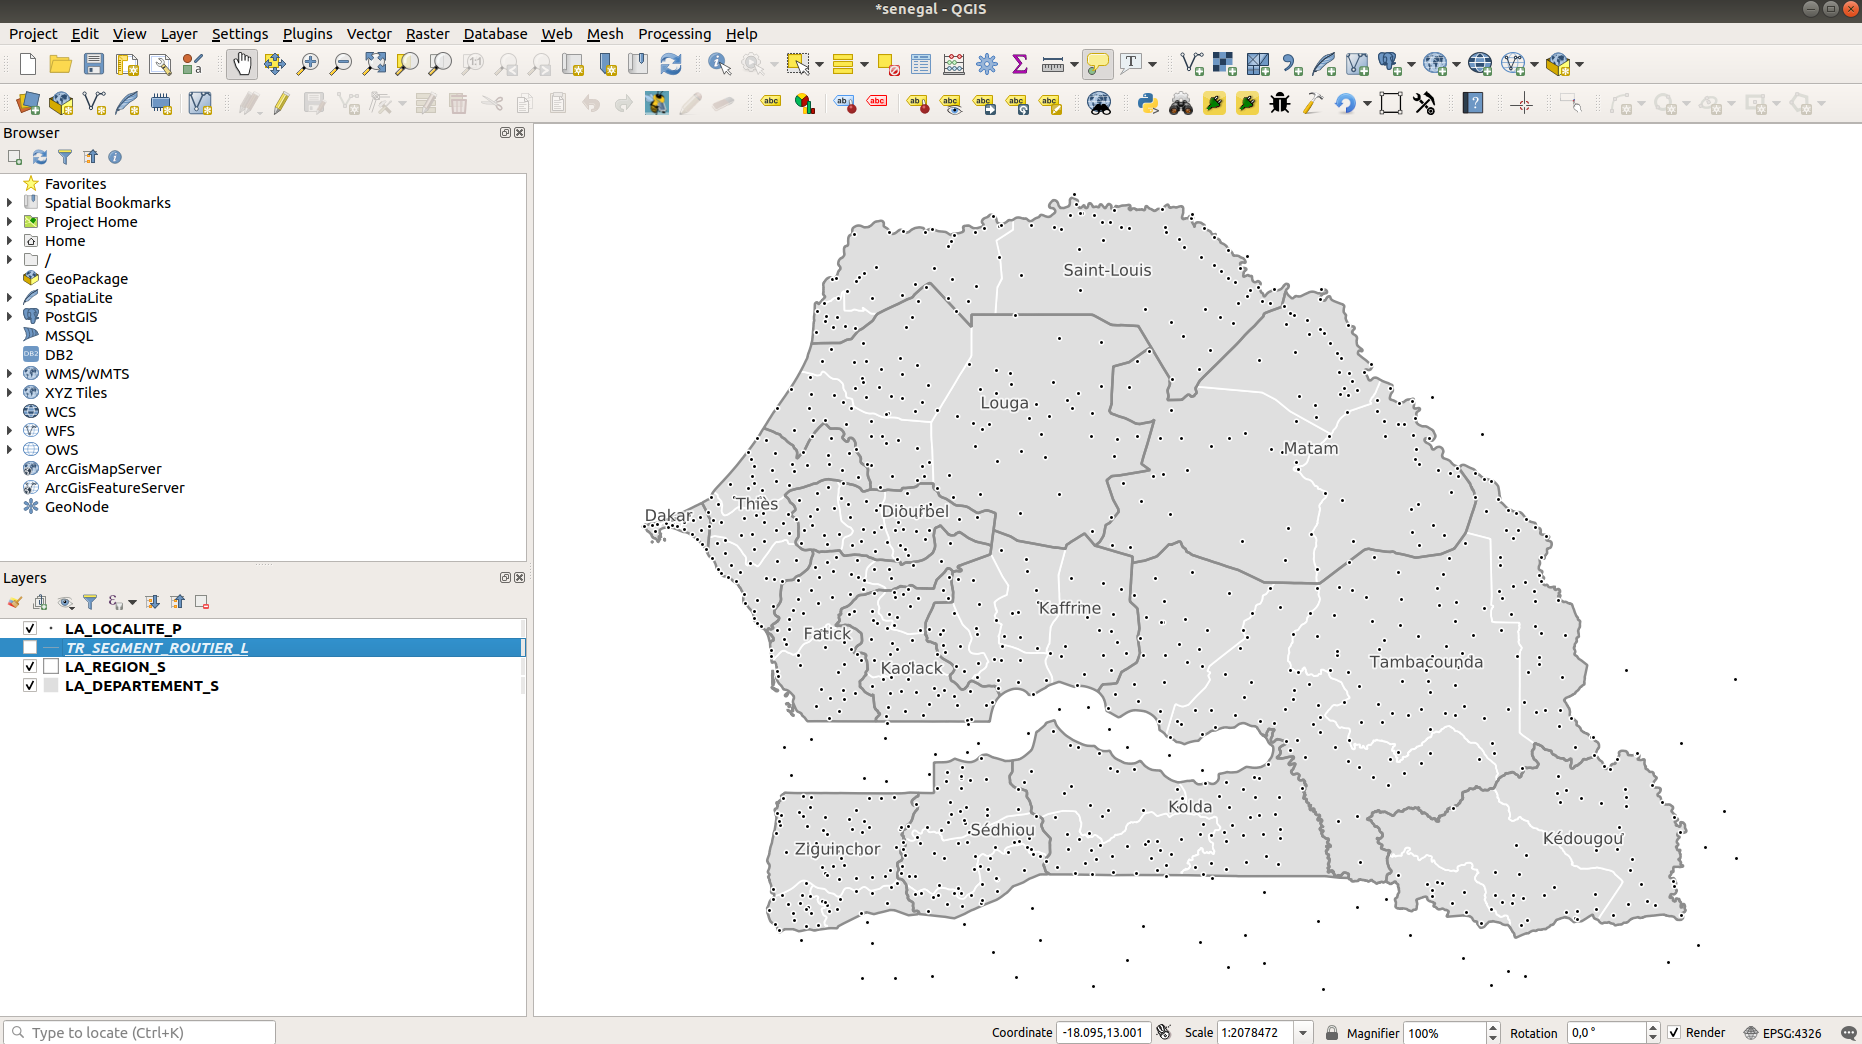 *senegal - QGIS
Project Edit View Layer Settings Plugins Vector Raster Database Web Mesh Processing Help
Browser
Favorites
Spatial Bookmarks
Project Home
Home
/
GeoPackage
SpatiaLite
PostGIS
MSSQL
DB2
WMS/WMTS
XYZ Tiles
WCS
WFS
OWS
ArcGisMapServer
ArcGisFeatureServer
GeoNode
Layers
LA_LOCALITE_P
TR_SEGMENT_ROUTIER_L
LA_REGION_S
LA_DEPARTEMENT_S
Saint-Louis
Louga
Matam
Thiès
Dakar
Diourbel
Kaffrine
Fatick
Kaolack
Tambacounda
Kolda
Sédhiou
Ziguinchor
Kédougou
Type to locate (Ctrl+K)
Coordinate -18.095,13.001 Scale 1:2078472 Magnifier 100% Rotation 0,0 ° Render EPSG:4326